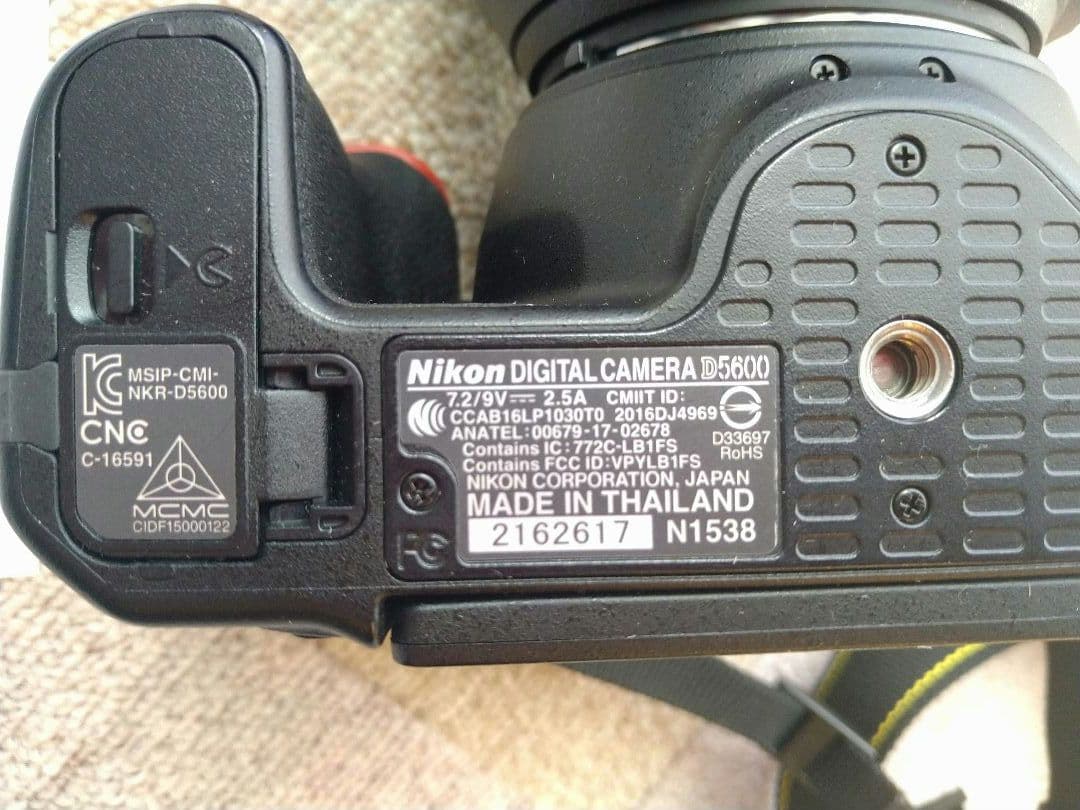 MSIP-CMI-
NKR-D5600
CNC
C-16591
MCMC
CIDF15000122
Nikon DIGITAL CAMERA D5600
7.2/9V⎓ 2.5A CMIIT ID:
CCAB16LP1030T0 2016DJ4969
ANATEL:00679-17-02678
Contains IC:772C-LB1FS
Contains FCC ID:VPYLB1FS
D33697
RoHS
NIKON CORPORATION, JAPAN
MADE IN THAILAND
2162617 N1538